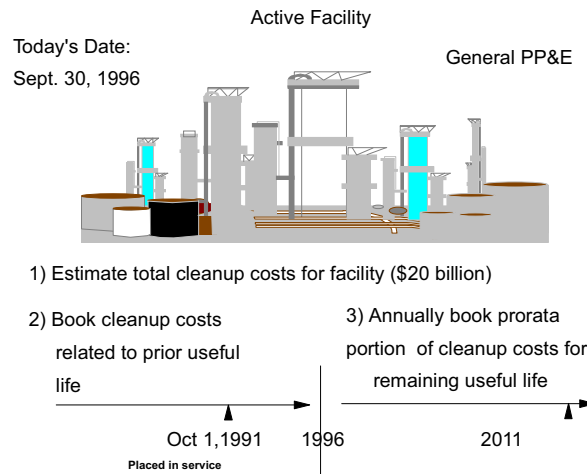 Active Facility
Today's Date:
Sept. 30, 1996
General PP&E
1) Estimate total cleanup costs for facility ($20 billion)
2) Book cleanup costs
related to prior useful
life
3) Annually book prorata
portion of cleanup costs for
remaining useful life
Oct 1,1991
1996
2011
Placed in service